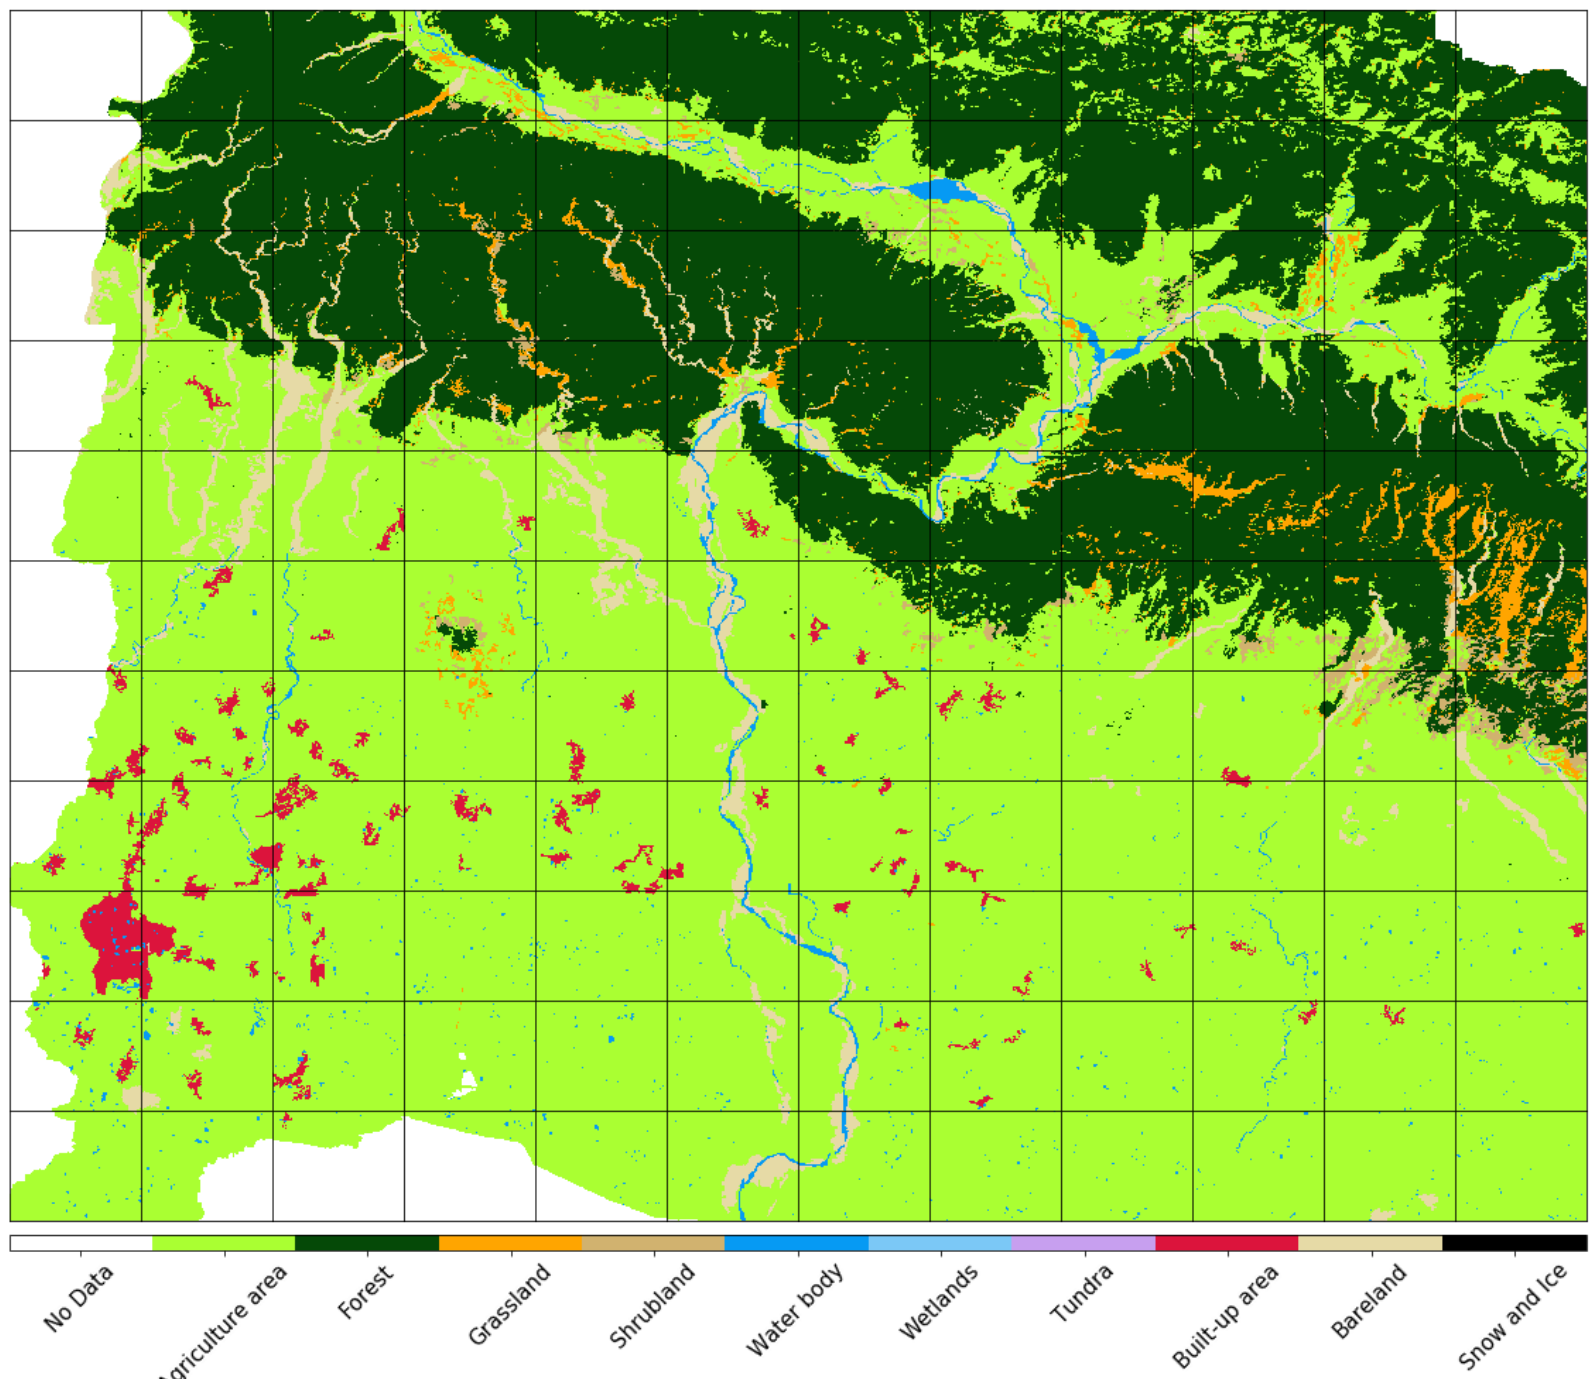 No Data
Agriculture area
Forest
Grassland
Shrubland
Water body
Wetlands
Tundra
Built-up area
Bareland
Snow and Ice